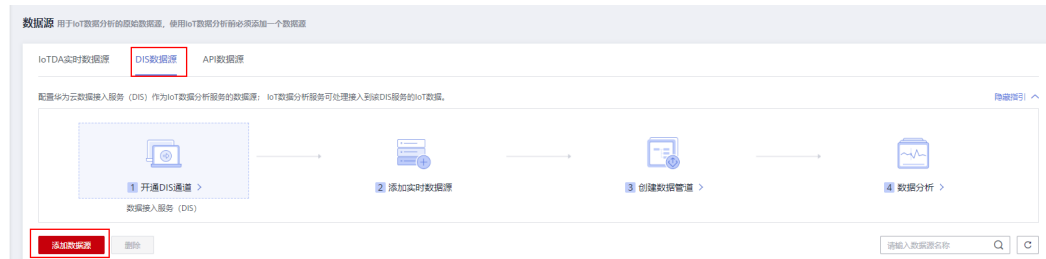 数据源 用于IoT数据分析的原始数据源，使用IoT数据分析前必须添加一个数据源
IoTDA实时数据源 DIS数据源 API数据源
配置华为云数据接入服务（DIS）作为IoT数据分析服务的数据源； IoT数据分析服务可处理接入到该DIS服务的IoT数据。 隐藏指引
1 开通DIS通道 2 添加实时数据源 3 创建数据管道 4 数据分析
数据接入服务（DIS）
添加数据源 删除 请输入数据源名称